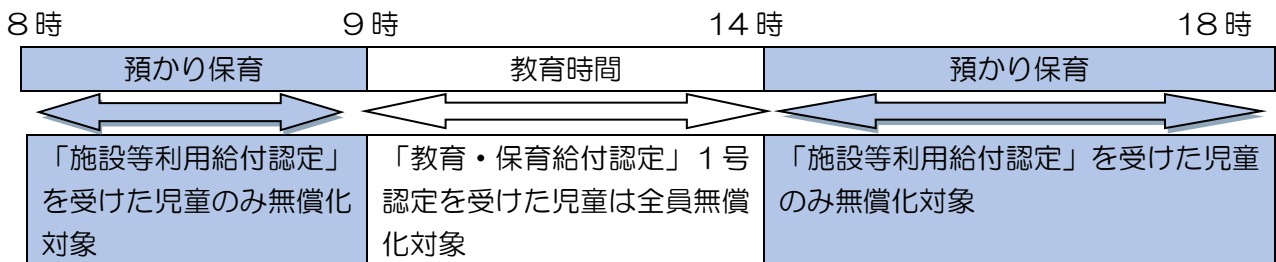 8時 9時 14時 18時
預かり保育 教育時間 預かり保育
「施設等利用給付認定」
を受けた児童のみ無償化
対象
「教育・保育給付認定」1号
認定を受けた児童は全員無償
化対象
「施設等利用給付認定」を受けた児童
のみ無償化対象